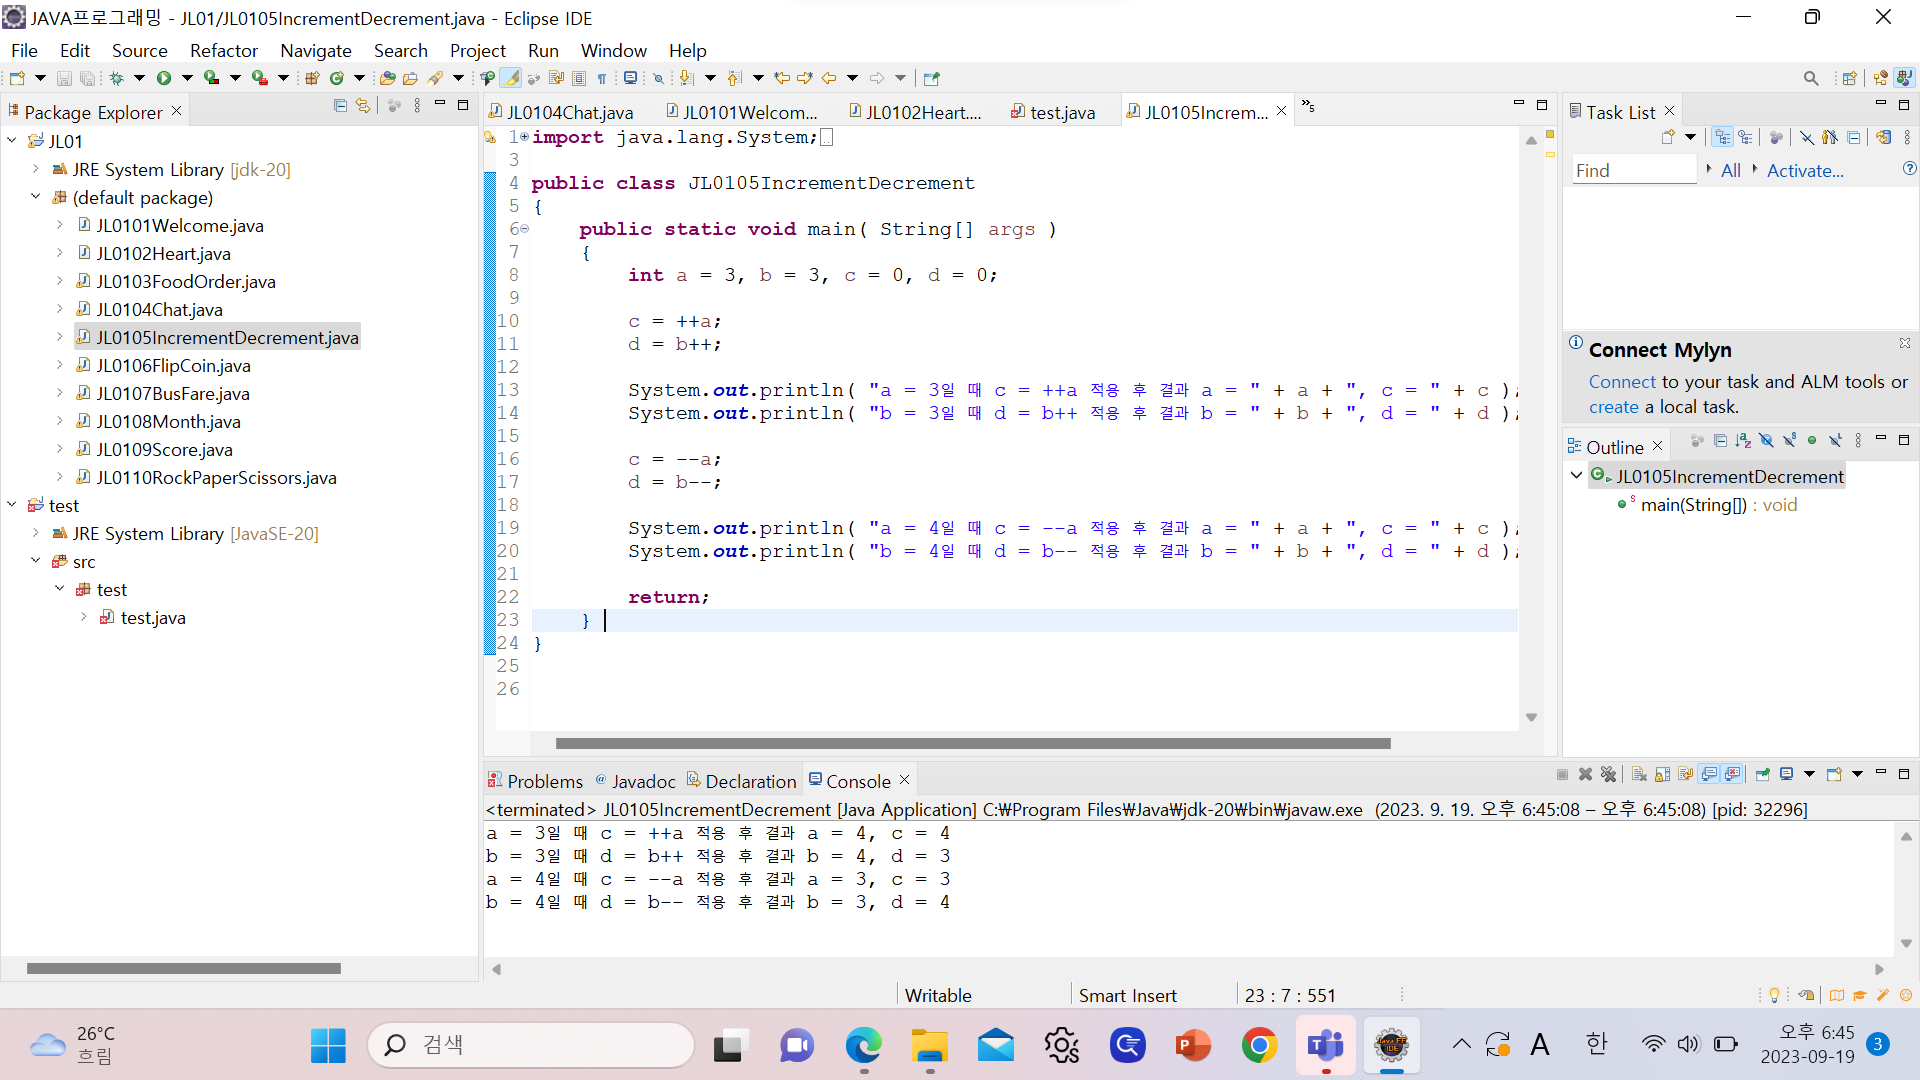 JAVA프로그래밍 - JL01/JL0105IncrementDecrement.java - Eclipse IDE
File Edit Source Refactor Navigate Search Project Run Window Help
Package Explorer
JL01
JRE System Library [jdk-20]
(default package)
JL0101Welcome.java
JL0102Heart.java
JL0103FoodOrder.java
JL0104Chat.java
JL0105IncrementDecrement.java
JL0106FlipCoin.java
JL0107BusFare.java
JL0108Month.java
JL0109Score.java
JL0110RockPaperScissors.java
test
JRE System Library [JavaSE-20]
src
test
test.java
JL0104Chat.java JL0101Welcom... JL0102Heart.... test.java JL0105Increm... »5
1 import java.lang.System;
3
4 public class JL0105IncrementDecrement
5 {
6 public static void main( String[] args )
7 {
8 int a = 3, b = 3, c = 0, d = 0;
9
10 c = ++a;
11 d = b++;
12
13 System.out.println( "a = 3일 때 c = ++a 적용 후 결과 a = " + a + ", c = " + c );
14 System.out.println( "b = 3일 때 d = b++ 적용 후 결과 b = " + b + ", d = " + d );
15
16 c = --a;
17 d = b--;
18
19 System.out.println( "a = 4일 때 c = --a 적용 후 결과 a = " + a + ", c = " + c );
20 System.out.println( "b = 4일 때 d = b-- 적용 후 결과 b = " + b + ", d = " + d );
21
22 return;
23 }
24 }
25
26
Task List
Find All Activate...
Connect Mylyn
Connect to your task and ALM tools or
create a local task.
Outline
JL0105IncrementDecrement
main(String[]) : void
Problems Javadoc Declaration Console
<terminated> JL0105IncrementDecrement [Java Application] C:₩Program Files₩Java₩jdk-20₩bin₩javaw.exe (2023. 9. 19. 오후 6:45:08 – 오후 6:45:08) [pid: 32296]
a = 3일 때 c = ++a 적용 후 결과 a = 4, c = 4
b = 3일 때 d = b++ 적용 후 결과 b = 4, d = 3
a = 4일 때 c = --a 적용 후 결과 a = 3, c = 3
b = 4일 때 d = b-- 적용 후 결과 b = 3, d = 4
Writable Smart Insert 23 : 7 : 551
26°C
흐림
검색
A 한
오후 6:45
2023-09-19
3